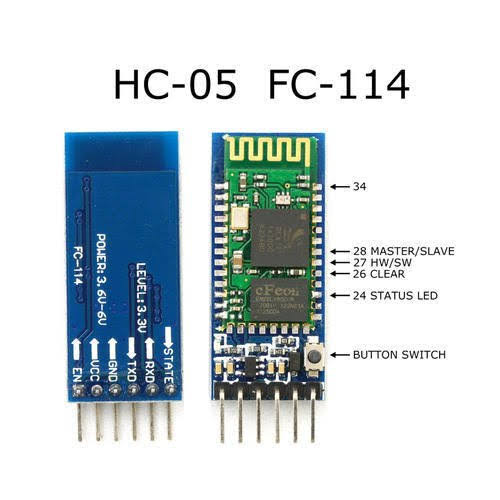 HC-05 FC-114
34
28 MASTER/SLAVE
27 HW/SW
26 CLEAR
24 STATUS LED
BUTTON SWITCH
cFeon
FC-114
POWER:3.6V-6V
LEVEL:3.3V
EN
VCC
GND
TXD
RXD
STATE